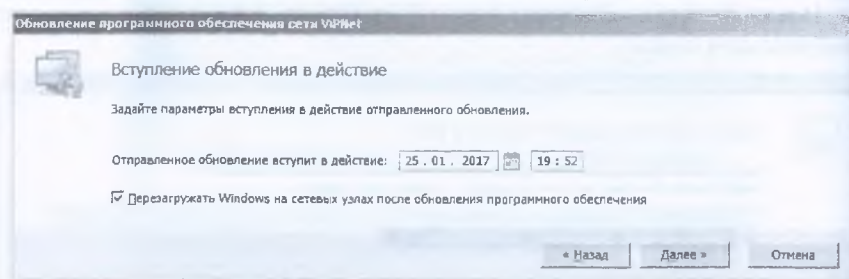 Обновление программного обеспечения сети ViPNet
Вступление обновления в действие
Задайте параметры вступления в действие отправленного обновления.
Отправленное обновление вступит в действие: 25 . 01 . 2017 19 : 52
Перезагружать Windows на сетевых узлах после обновления программного обеспечения
« Назад Далее » Отмена